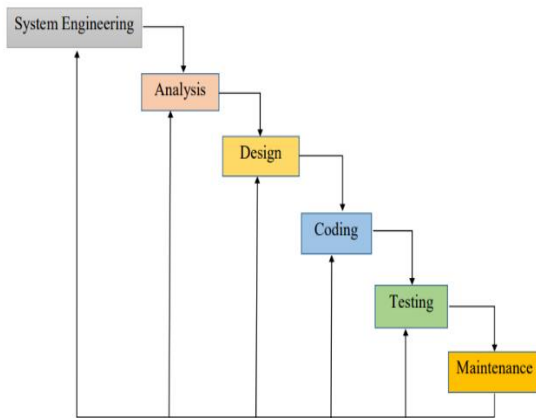 System Engineering
Analysis
Design
Coding
Testing
Maintenance